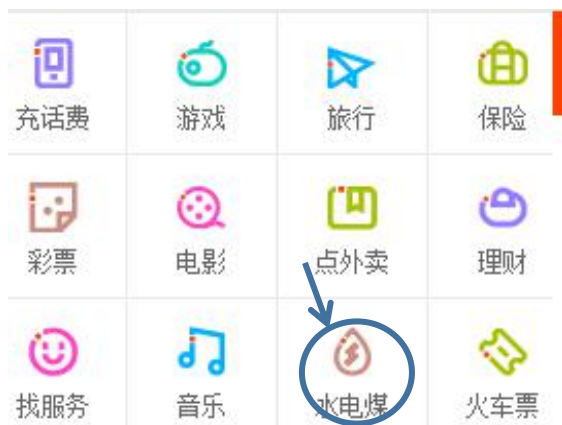 充话费 游戏 旅行 保险
彩票 电影 点外卖 理财
找服务 音乐 水电煤 火车票